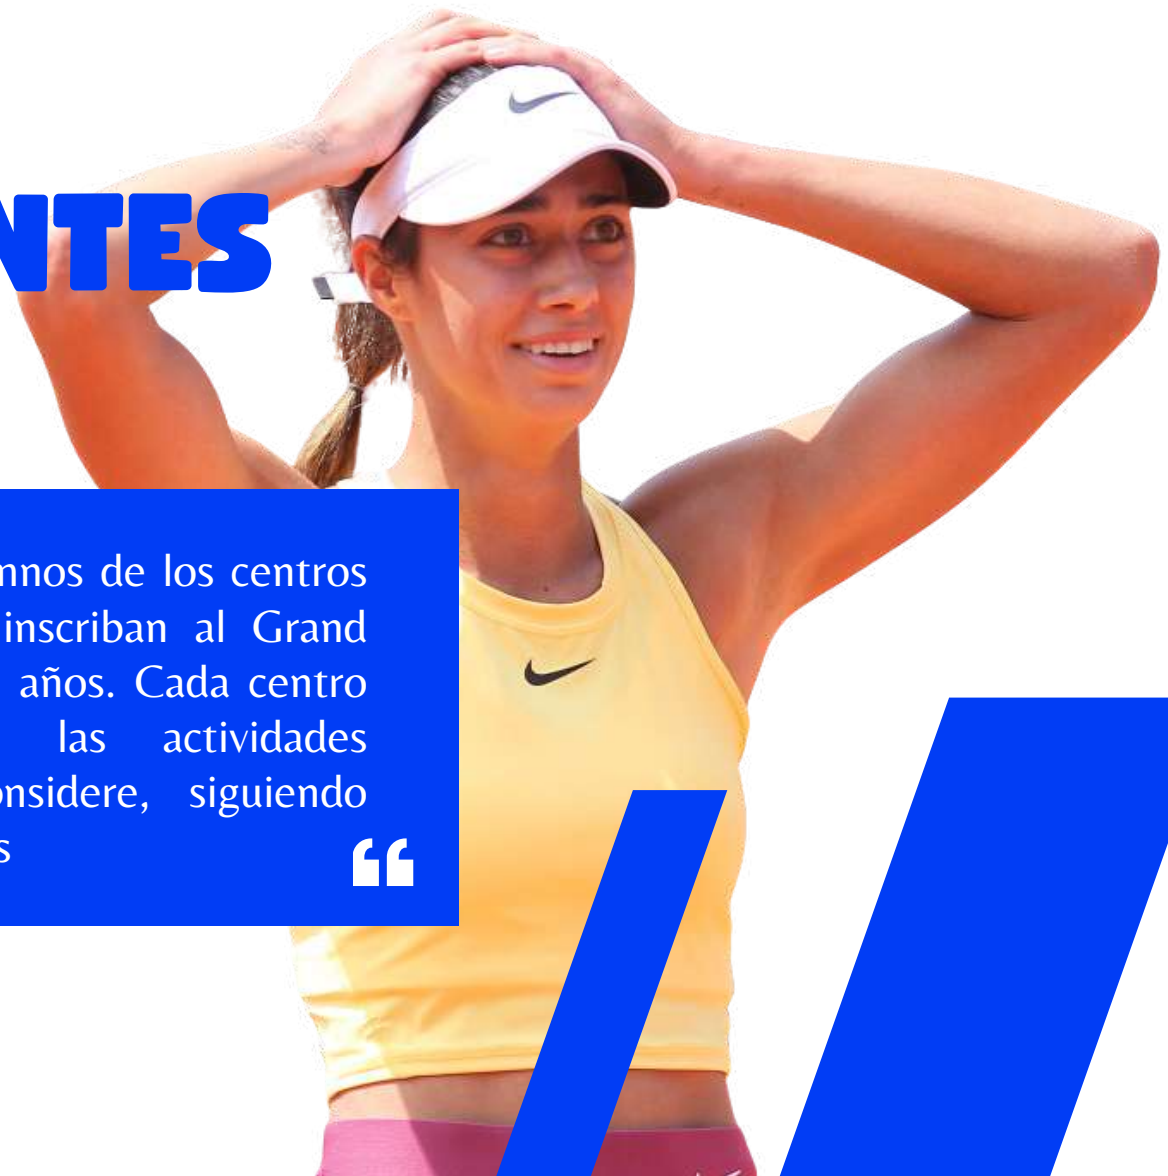 NTES
mnos de los centros
inscriban al Grand
años. Cada centro
las actividades
onsidere, siguiendo
s
“